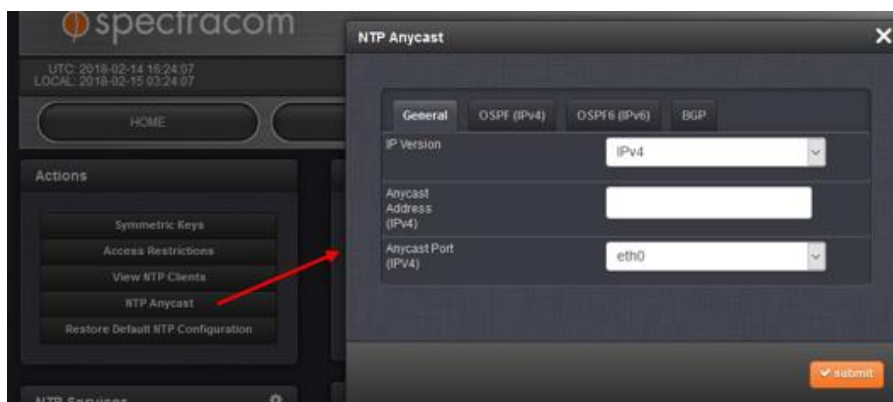 spectracom
UTC: 2018-02-14 16:24:07
LOCAL: 2018-02-15 03:24:07
HOME
Actions
Symmetric Keys
Access Restrictions
View NTP Clients
NTP Anycast
Restore Default NTP Configuration
NTP Services
NTP Anycast
General
OSPF (IPv4)
OSPF6 (IPv6)
BGP
IP Version
IPv4
Anycast
Address
(IPv4)
Anycast Port
(IPV4)
eth0
submit